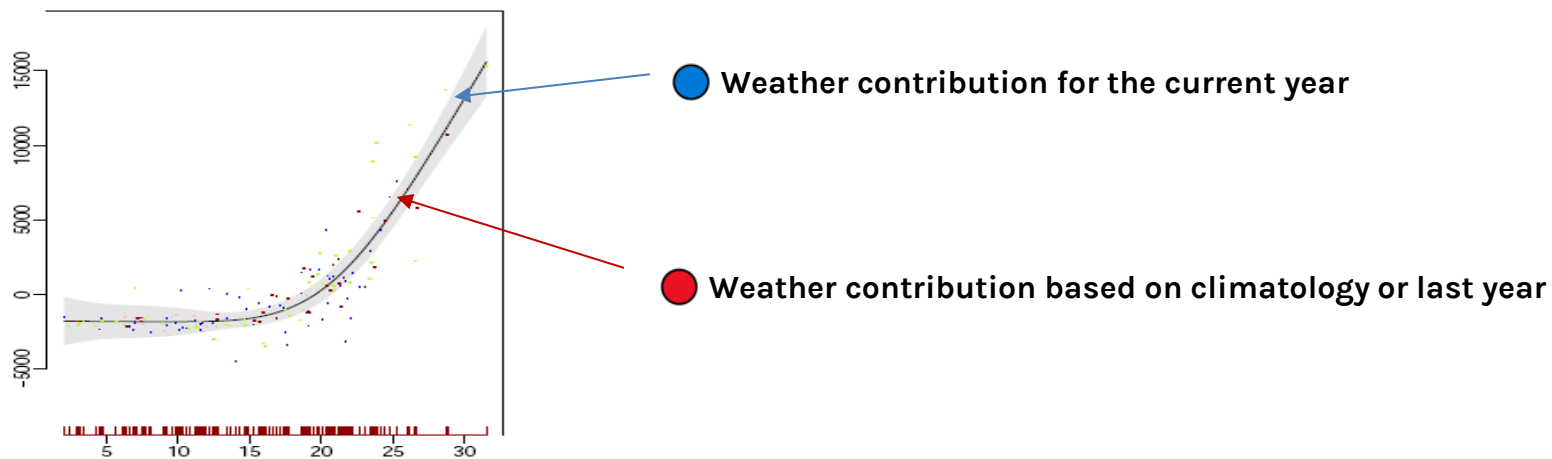 15000
10000
5000
0
-5000
5 10 15 20 25 30
Weather contribution for the current year
Weather contribution based on climatology or last year